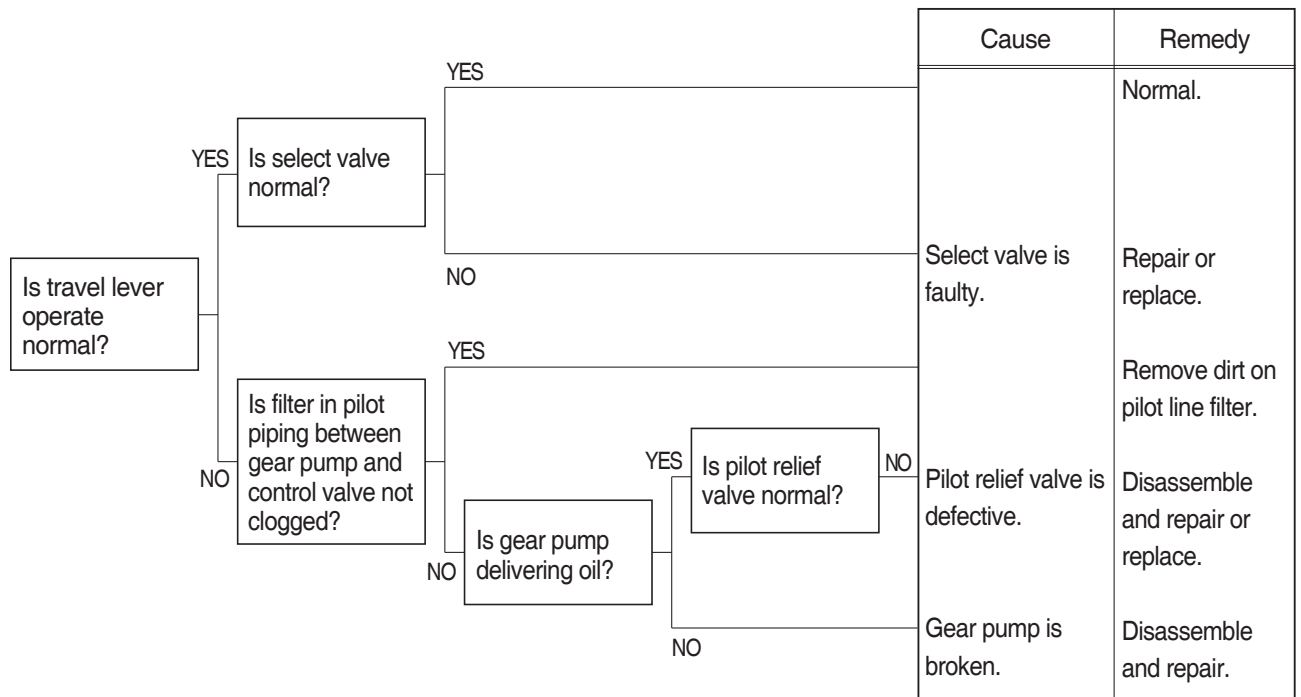 Cause
Remedy
YES
Normal.
YES
Is select valve
normal?
NO
Select valve is
faulty.
Repair or
replace.
Is travel lever
operate
normal?
YES
Remove dirt on
pilot line filter.
NO
Is filter in pilot
piping between
gear pump and
control valve not
clogged?
YES
Is pilot relief
valve normal?
NO
Pilot relief valve is
defective.
Disassemble
and repair or
replace.
NO
Is gear pump
delivering oil?
NO
Gear pump is
broken.
Disassemble
and repair.